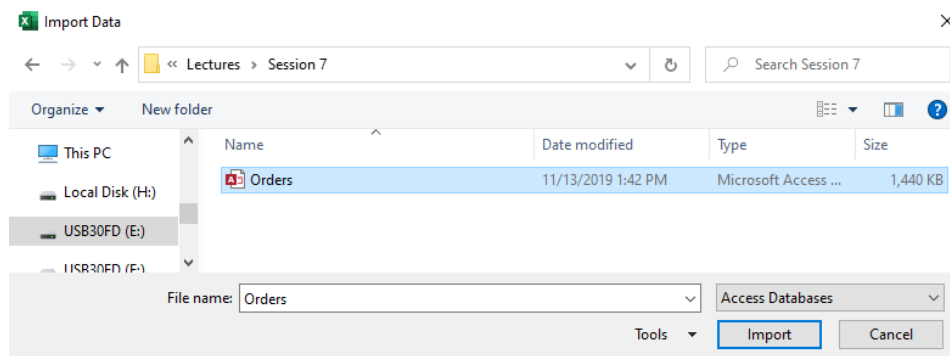 Import Data
« Lectures › Session 7
Search Session 7
Organize
New folder
Name
Date modified
Type
Size
This PC
Orders
11/13/2019 1:42 PM
Microsoft Access ...
1,440 KB
Local Disk (H:)
USB30FD (E:)
USB30FD (E:)
File name: Orders
Access Databases
Tools
Import
Cancel